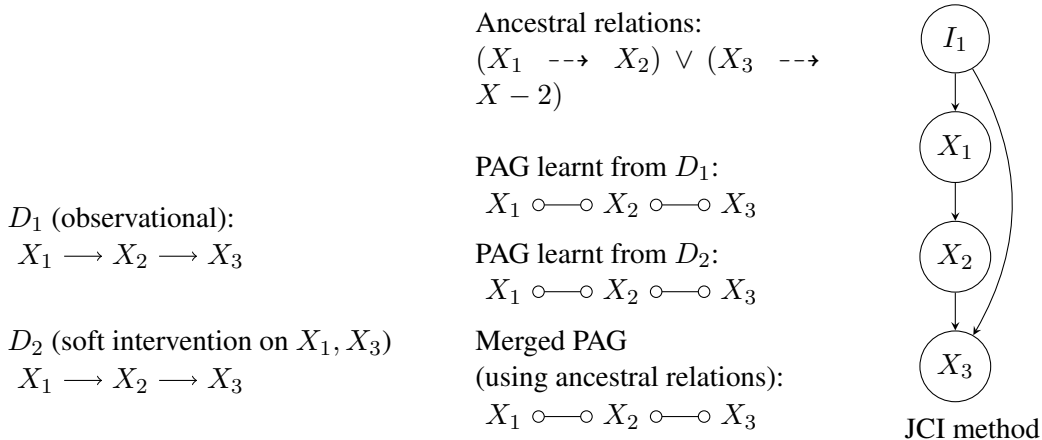 D₁ (observational):
X₁ ⟶ X₂ ⟶ X₃
D₂ (soft intervention on X₁, X₃)
X₁ ⟶ X₂ ⟶ X₃
Ancestral relations:
(X₁ ⇢ X₂) ∨ (X₃ ⇢
X − 2)
PAG learnt from D₁:
X₁ o—o X₂ o—o X₃
PAG learnt from D₂:
X₁ o—o X₂ o—o X₃
Merged PAG
(using ancestral relations):
X₁ o—o X₂ o—o X₃
I₁
X₁
X₂
X₃
JCI method